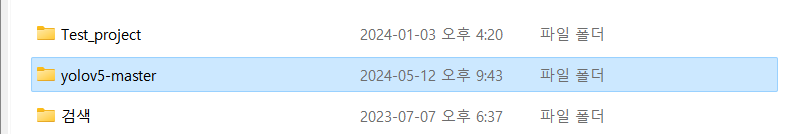 Test_project 2024-01-03 오후 4:20 파일 폴더
yolov5-master 2024-05-12 오후 9:43 파일 폴더
검색 2023-07-07 오후 6:37 파일 폴더